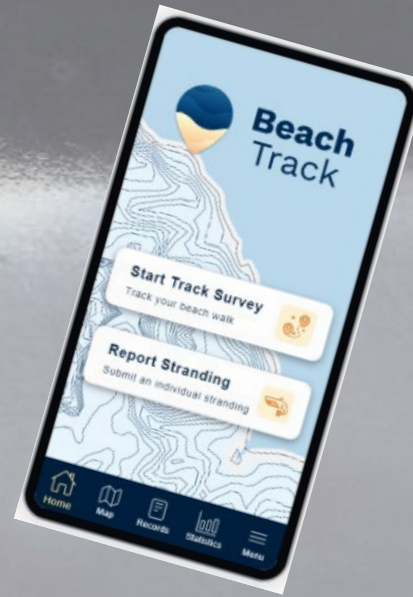 Beach
Track
Start Track Survey
Track your beach walk
Report Stranding
Submit an individual stranding
Home
Map
Records
Statistics
Menu